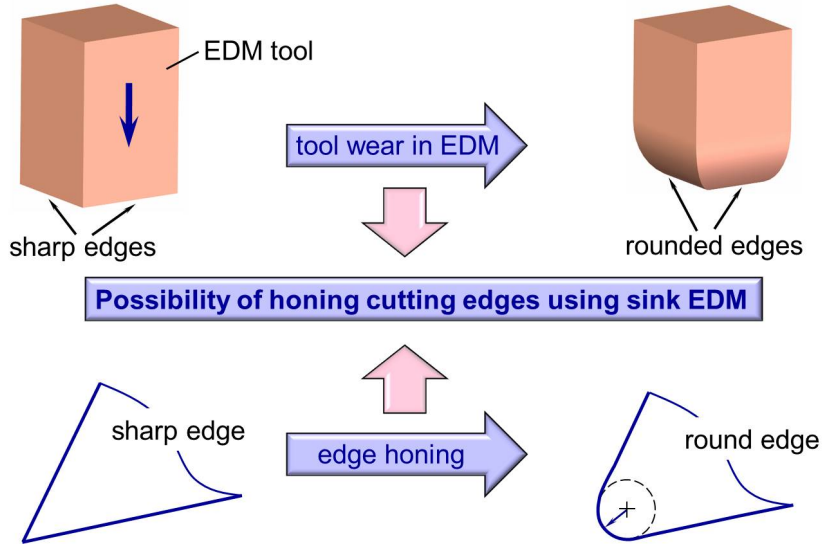 EDM tool
tool wear in EDM
sharp edges
rounded edges
Possibility of honing cutting edges using sink EDM
sharp edge
edge honing
round edge